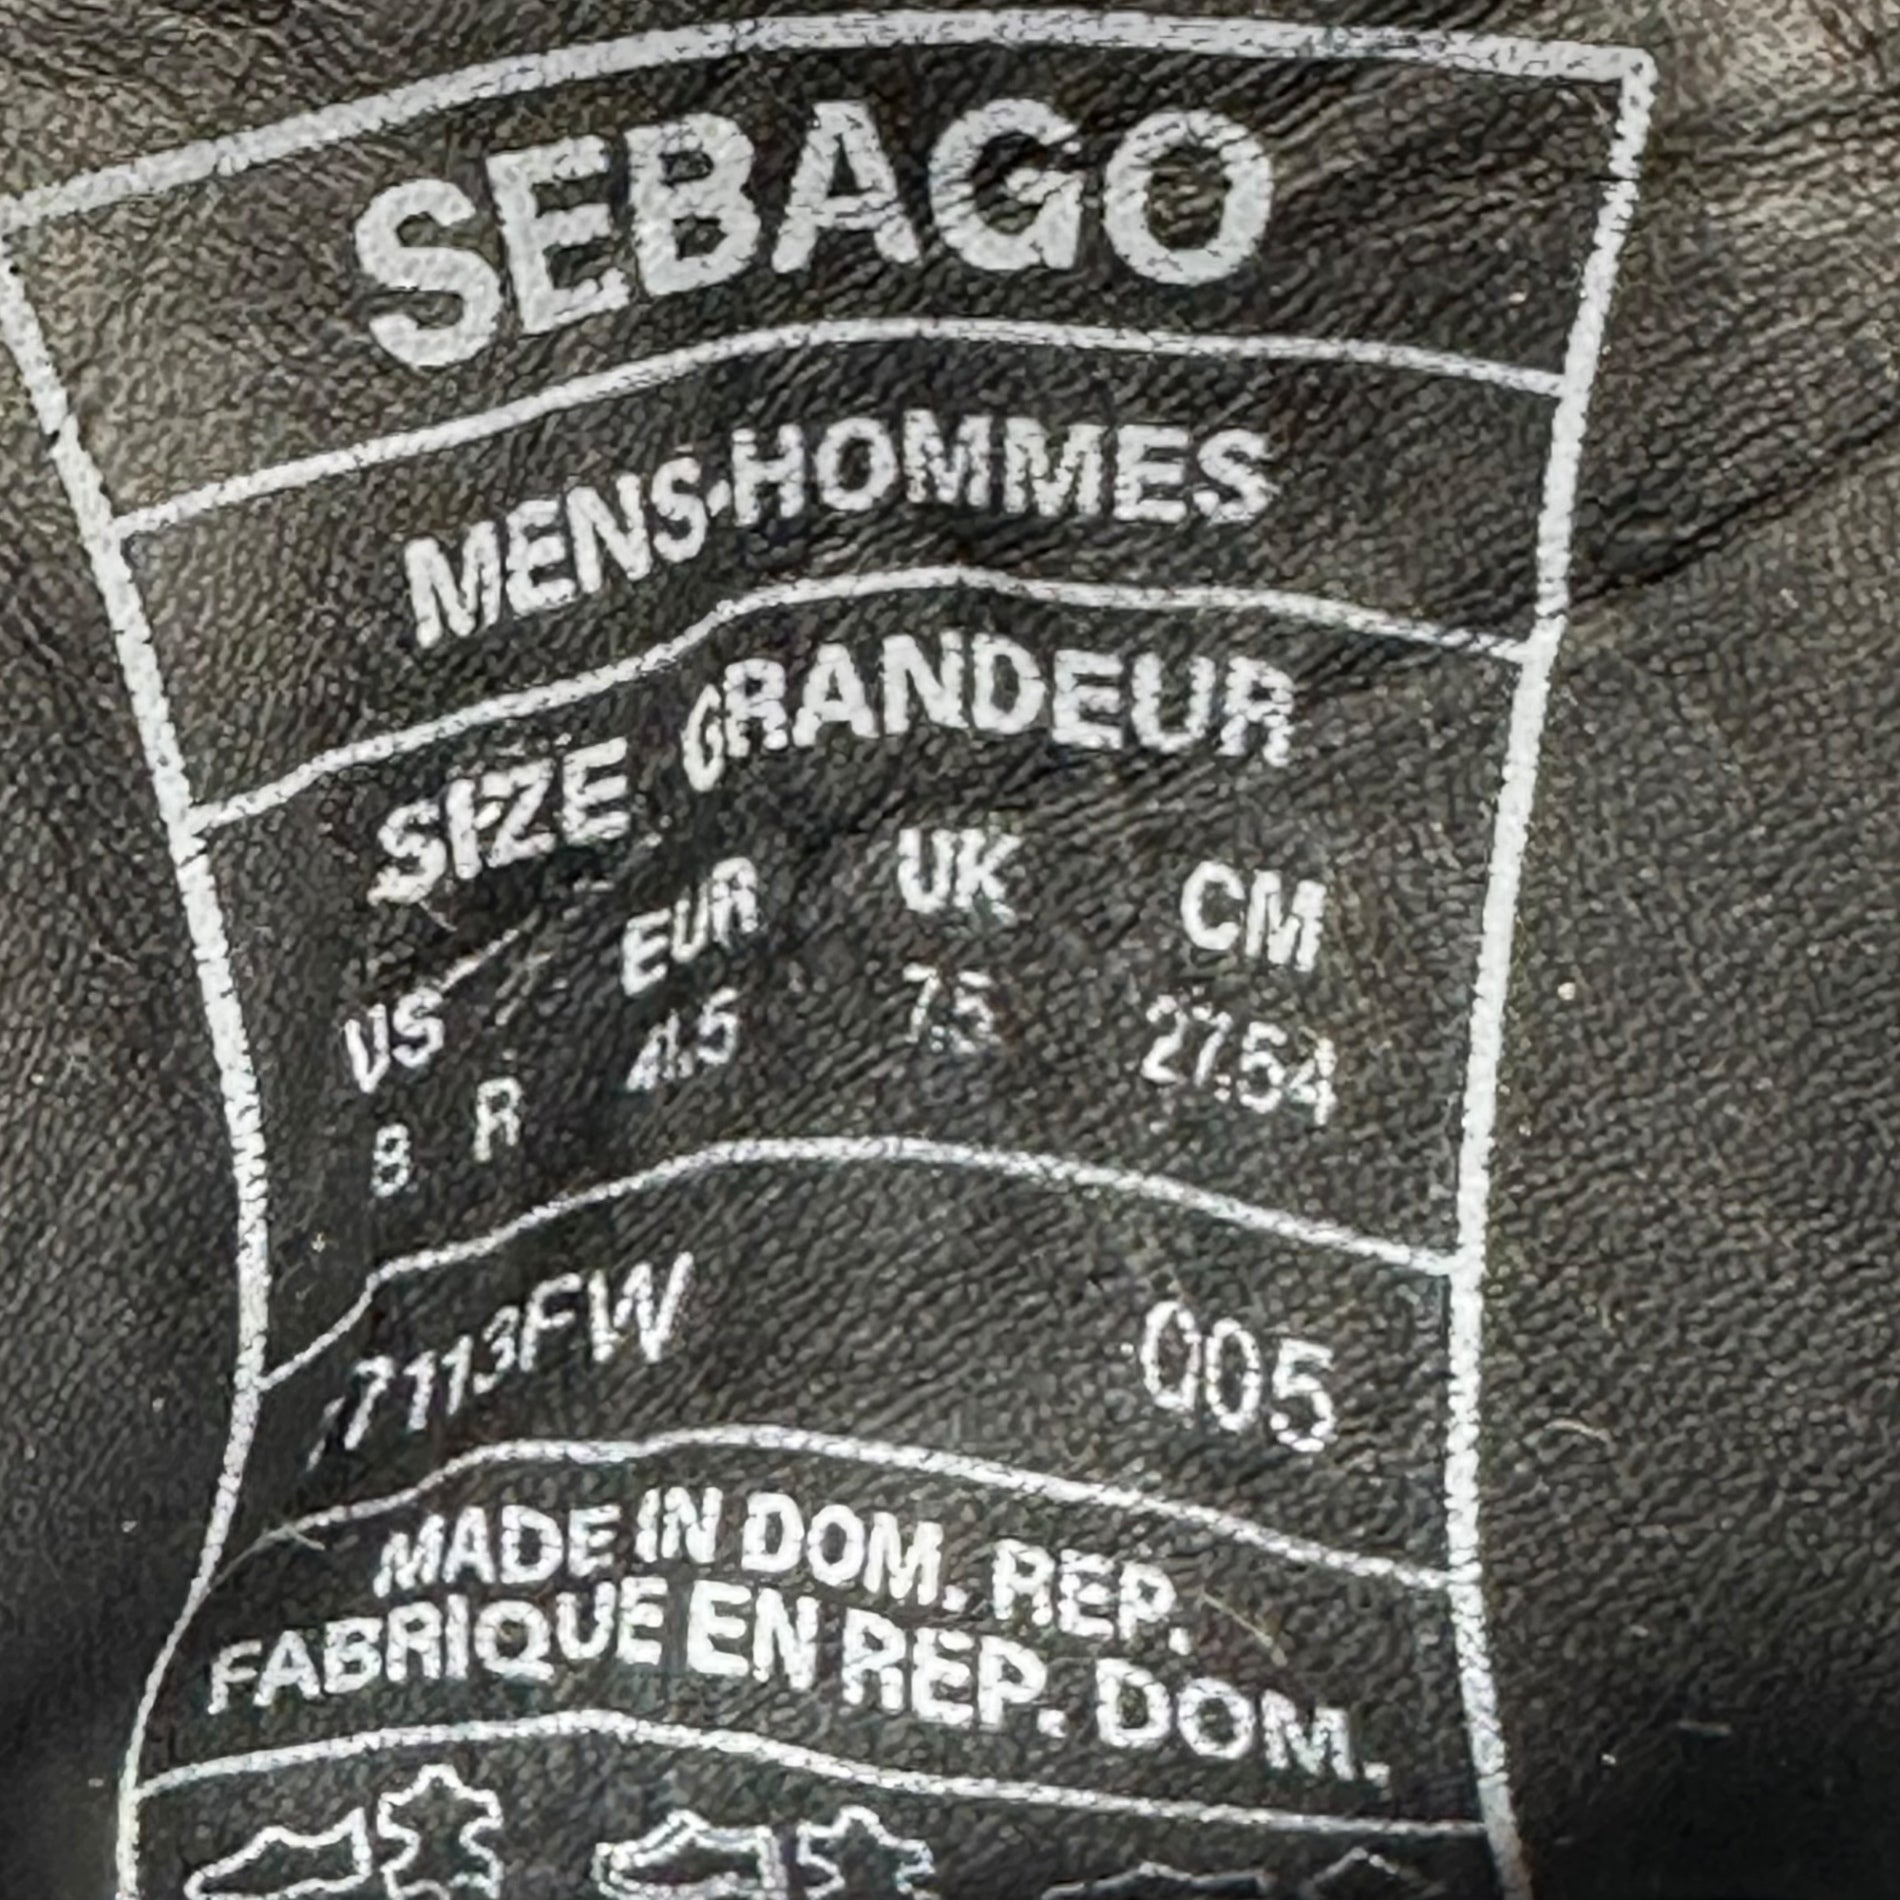 SEBAGO
MENS·HOMMES
SIZE GRANDEUR
US EUR UK CM
8 R 41.5 7.5 27.54
7113FW 005
MADE IN DOM. REP.
FABRIQUE EN REP. DOM.